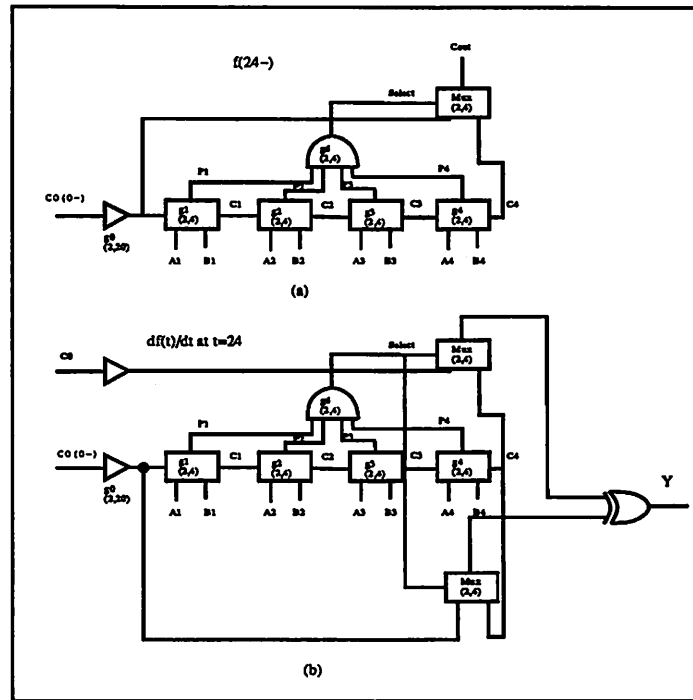 f(24-)
Cout
Select
Mux
(2,4)
P1
P4
C0 (0-)
g0
(2,20)
g1
(2,4)
C1
g2
(2,4)
C2
g3
(2,4)
C3
g4
(2,4)
C4
A1 B1 A2 B2 A3 B3 A4 B4
(a)
df(t)/dt at t=24
C0
Select
Mux
(2,4)
(2,4)
P1
P4
C0 (0-)
g0
(2,20)
g1
(2,4)
C1
g2
(2,4)
C2
g3
(2,4)
C3
g4
(2,4)
C4
A1 B1 A2 B2 A3 B3 A4 B4
Y
Mux
(2,4)
(b)